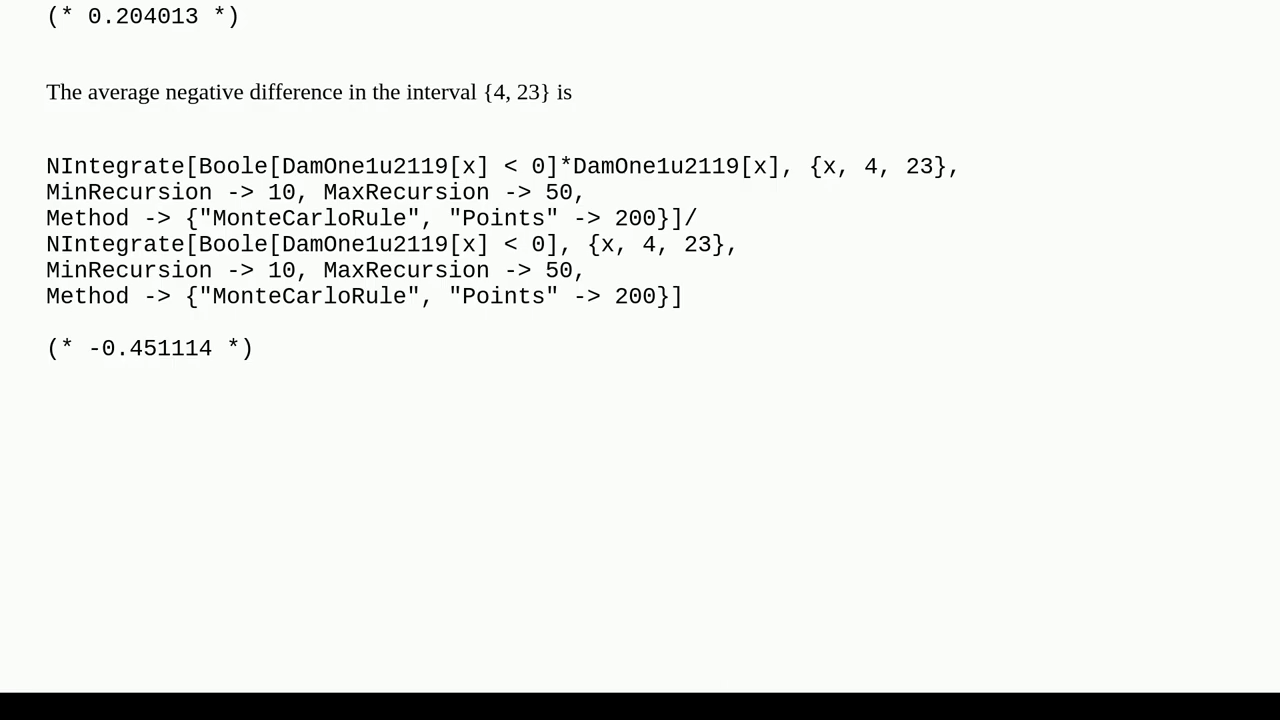 (* 0.204013 *)
The average negative difference in the interval {4, 23} is
NIntegrate[Boole[DamOne1u2119[x] < 0]*DamOne1u2119[x], {x, 4, 23},
MinRecursion -> 10, MaxRecursion -> 50,
Method -> {"MonteCarloRule", "Points" -> 200}]/
NIntegrate[Boole[DamOne1u2119[x] < 0], {x, 4, 23},
MinRecursion -> 10, MaxRecursion -> 50,
Method -> {"MonteCarloRule", "Points" -> 200}]
(* -0.451114 *)